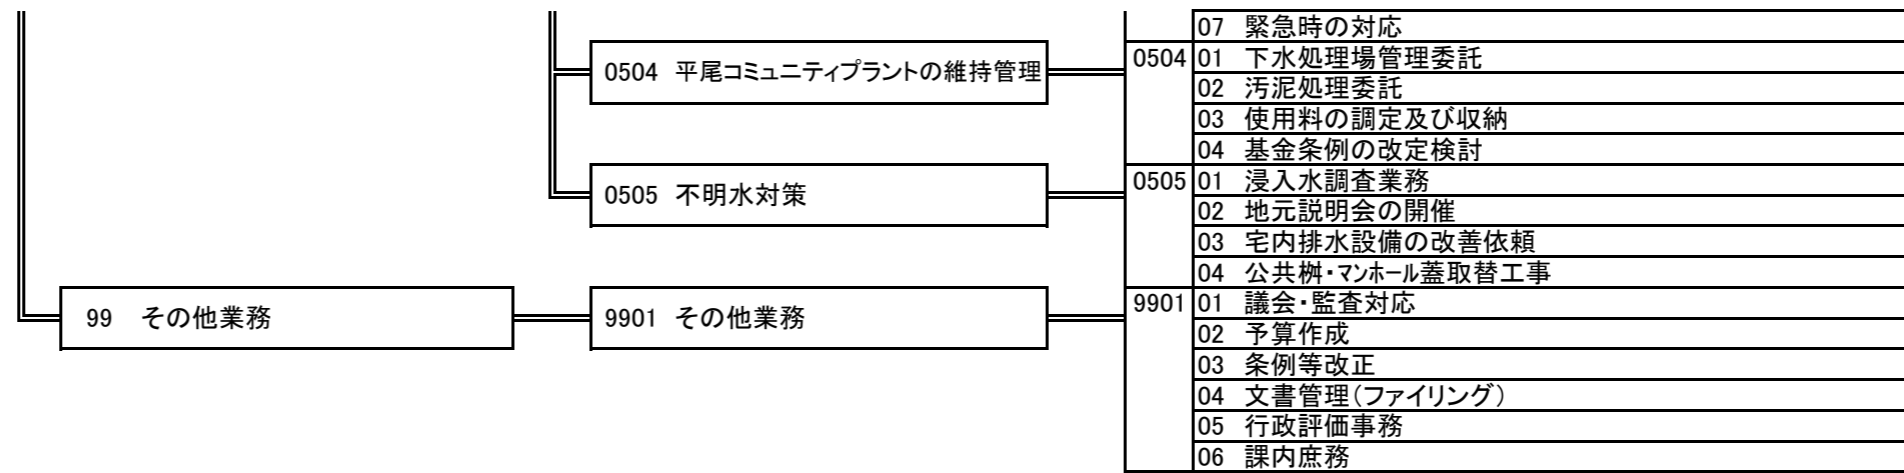 07 緊急時の対応
0504 平尾コミュニティプラントの維持管理
0504 01 下水処理場管理委託
02 汚泥処理委託
03 使用料の調定及び収納
04 基金条例の改定検討
0505 不明水対策
0505 01 浸入水調査業務
02 地元説明会の開催
03 宅内排水設備の改善依頼
04 公共桝・マンホール蓋取替工事
99 その他業務
9901 その他業務
9901 01 議会・監査対応
02 予算作成
03 条例等改正
04 文書管理(ファイリング)
05 行政評価事務
06 課内庶務